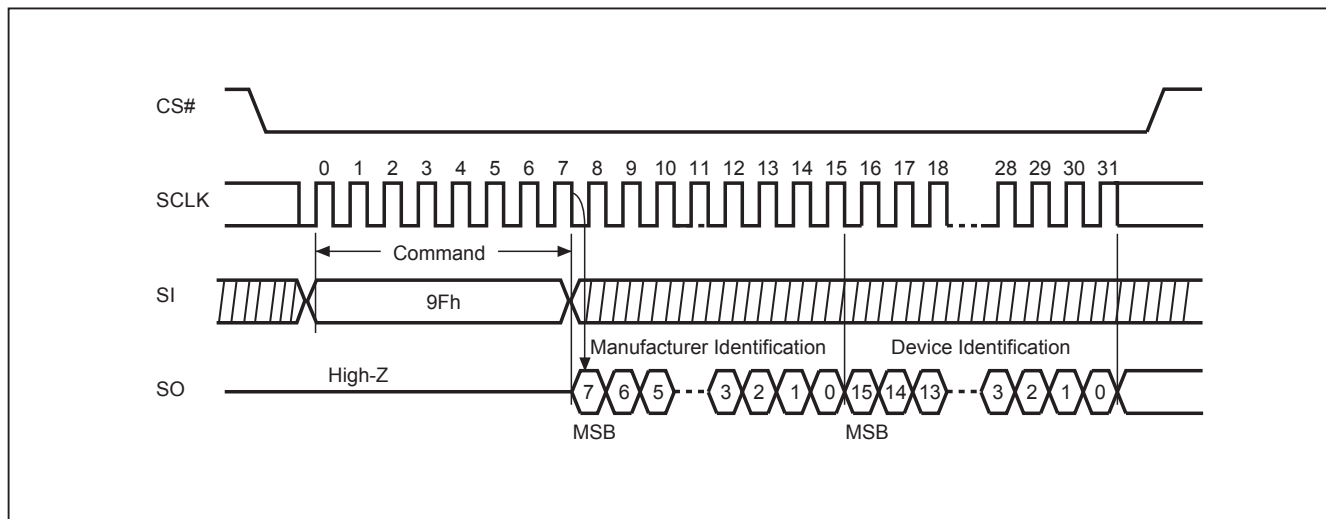 CS#
0 1 2 3 4 5 6 7 8 9 10 11 12 13 14 15 16 17 18 28 29 30 31
SCLK
Command
SI
9Fh
Manufacturer Identification Device Identification
High-Z
SO
7 6 5 3 2 1 0 15 14 13 3 2 1 0
MSB MSB